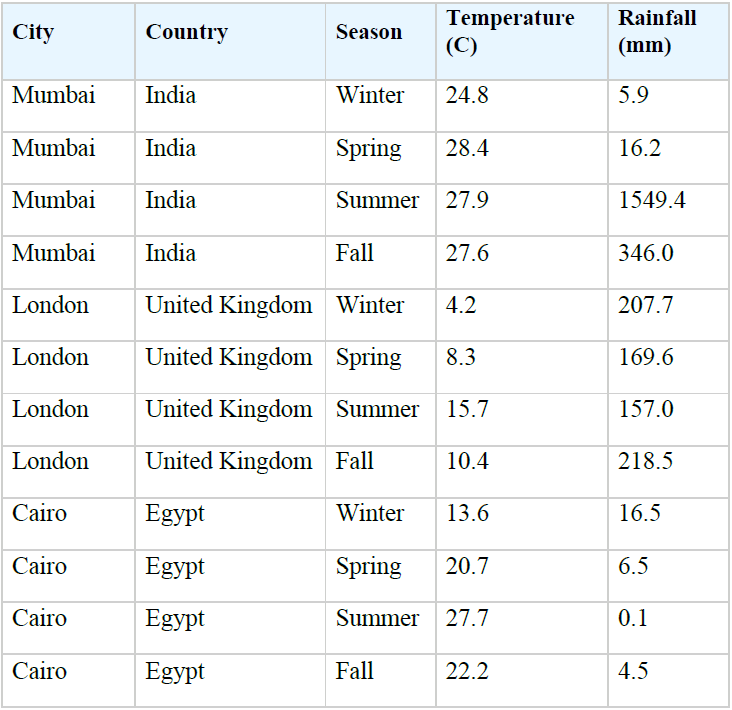 City Country Season Temperature (C) Rainfall (mm)
Mumbai India Winter 24.8 5.9
Mumbai India Spring 28.4 16.2
Mumbai India Summer 27.9 1549.4
Mumbai India Fall 27.6 346.0
London United Kingdom Winter 4.2 207.7
London United Kingdom Spring 8.3 169.6
London United Kingdom Summer 15.7 157.0
London United Kingdom Fall 10.4 218.5
Cairo Egypt Winter 13.6 16.5
Cairo Egypt Spring 20.7 6.5
Cairo Egypt Summer 27.7 0.1
Cairo Egypt Fall 22.2 4.5